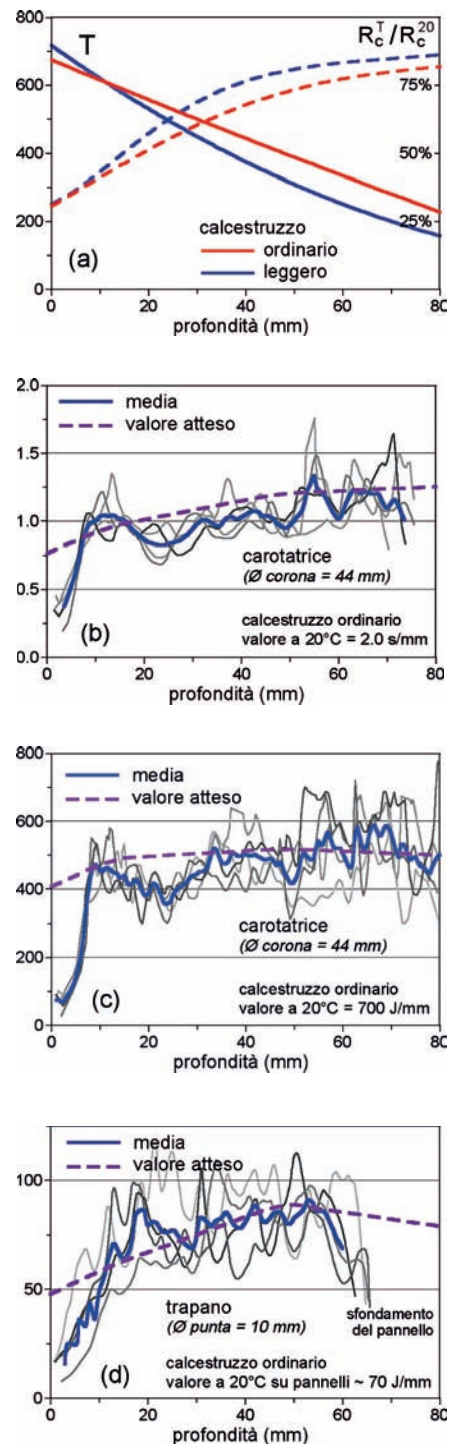 800
T
R_c^T/R_c^20
600
75%
400
50%
200
calcestruzzo
25%
ordinario
(a)
leggero
0
0 20 40 60 80
profondità (mm)
2.0
media
valore atteso
1.5
1.0
carotatrice
(Ø corona = 44 mm)
0.5
(b)
calcestruzzo ordinario
valore a 20°C = 2.0 s/mm
0.0
0 20 40 60 80
profondità (mm)
800
media
valore atteso
600
400
carotatrice
(Ø corona = 44 mm)
200
(c)
calcestruzzo ordinario
valore a 20°C = 700 J/mm
0
0 20 40 60 80
profondità (mm)
media
valore atteso
100
50
trapano
(Ø punta = 10 mm)
sfondamento
del pannello
(d)
calcestruzzo ordinario
valore a 20°C su pannelli ~ 70 J/mm
0
0 20 40 60 80
profondità (mm)